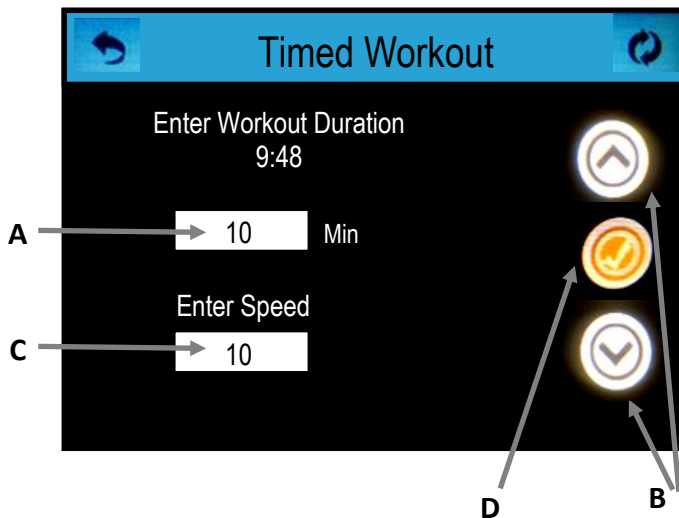 Timed Workout
Enter Workout Duration
9:48
A
10 Min
Enter Speed
C
10
D
B